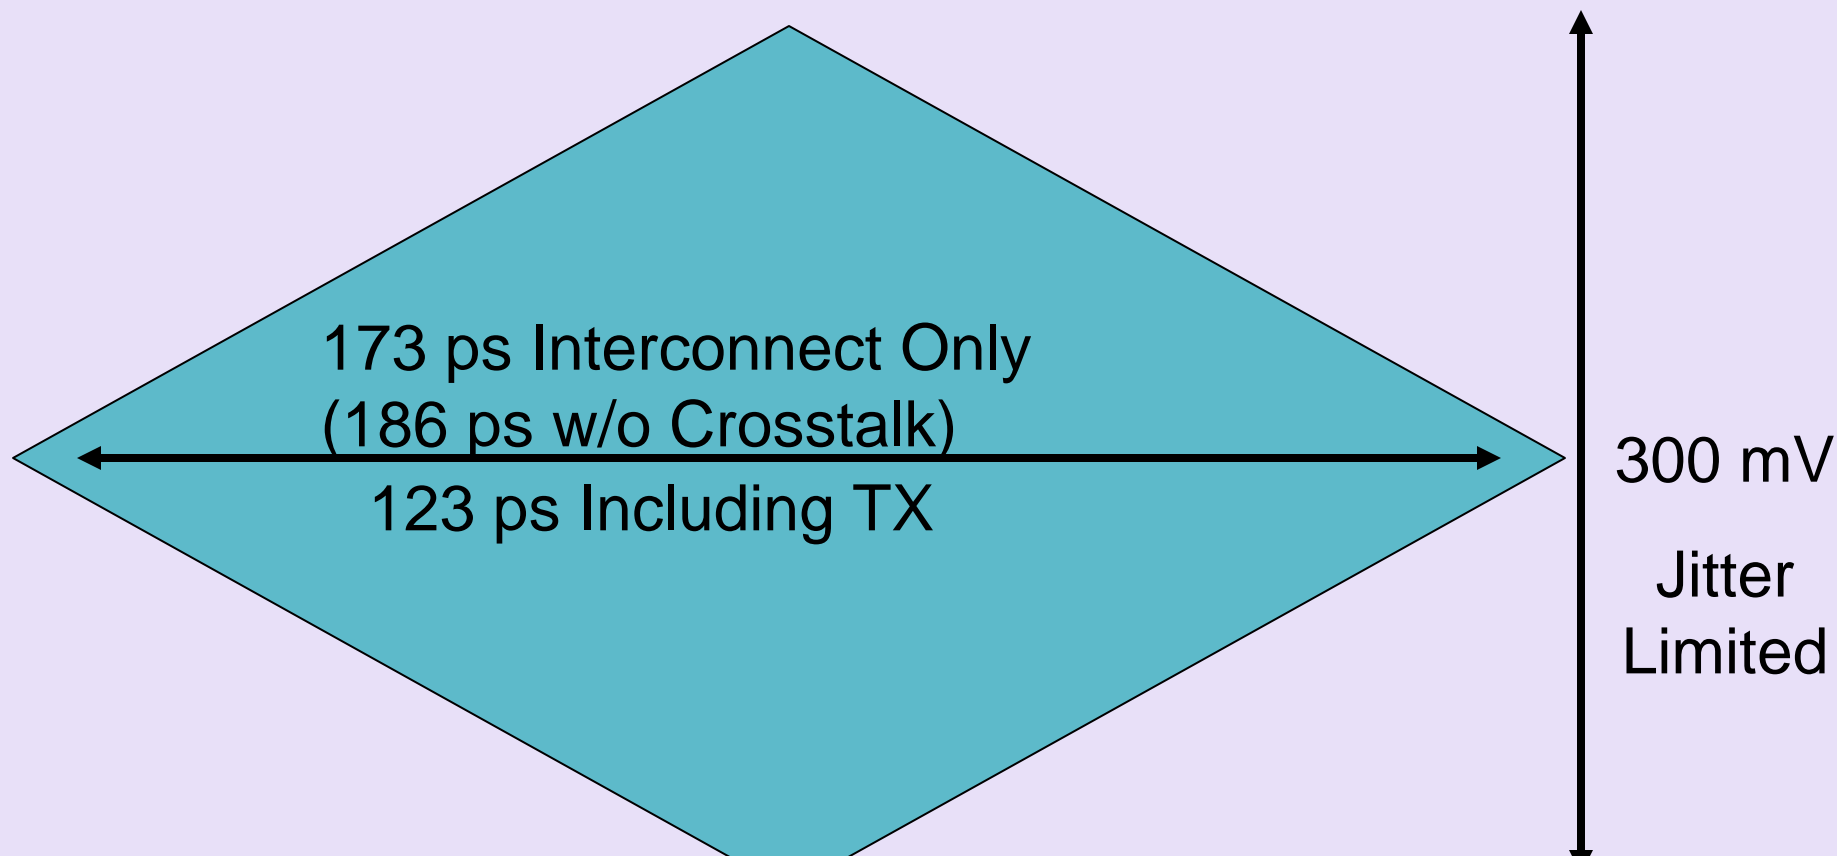 173 ps Interconnect Only
(186 ps w/o Crosstalk)
123 ps Including TX
300 mV
Jitter
Limited